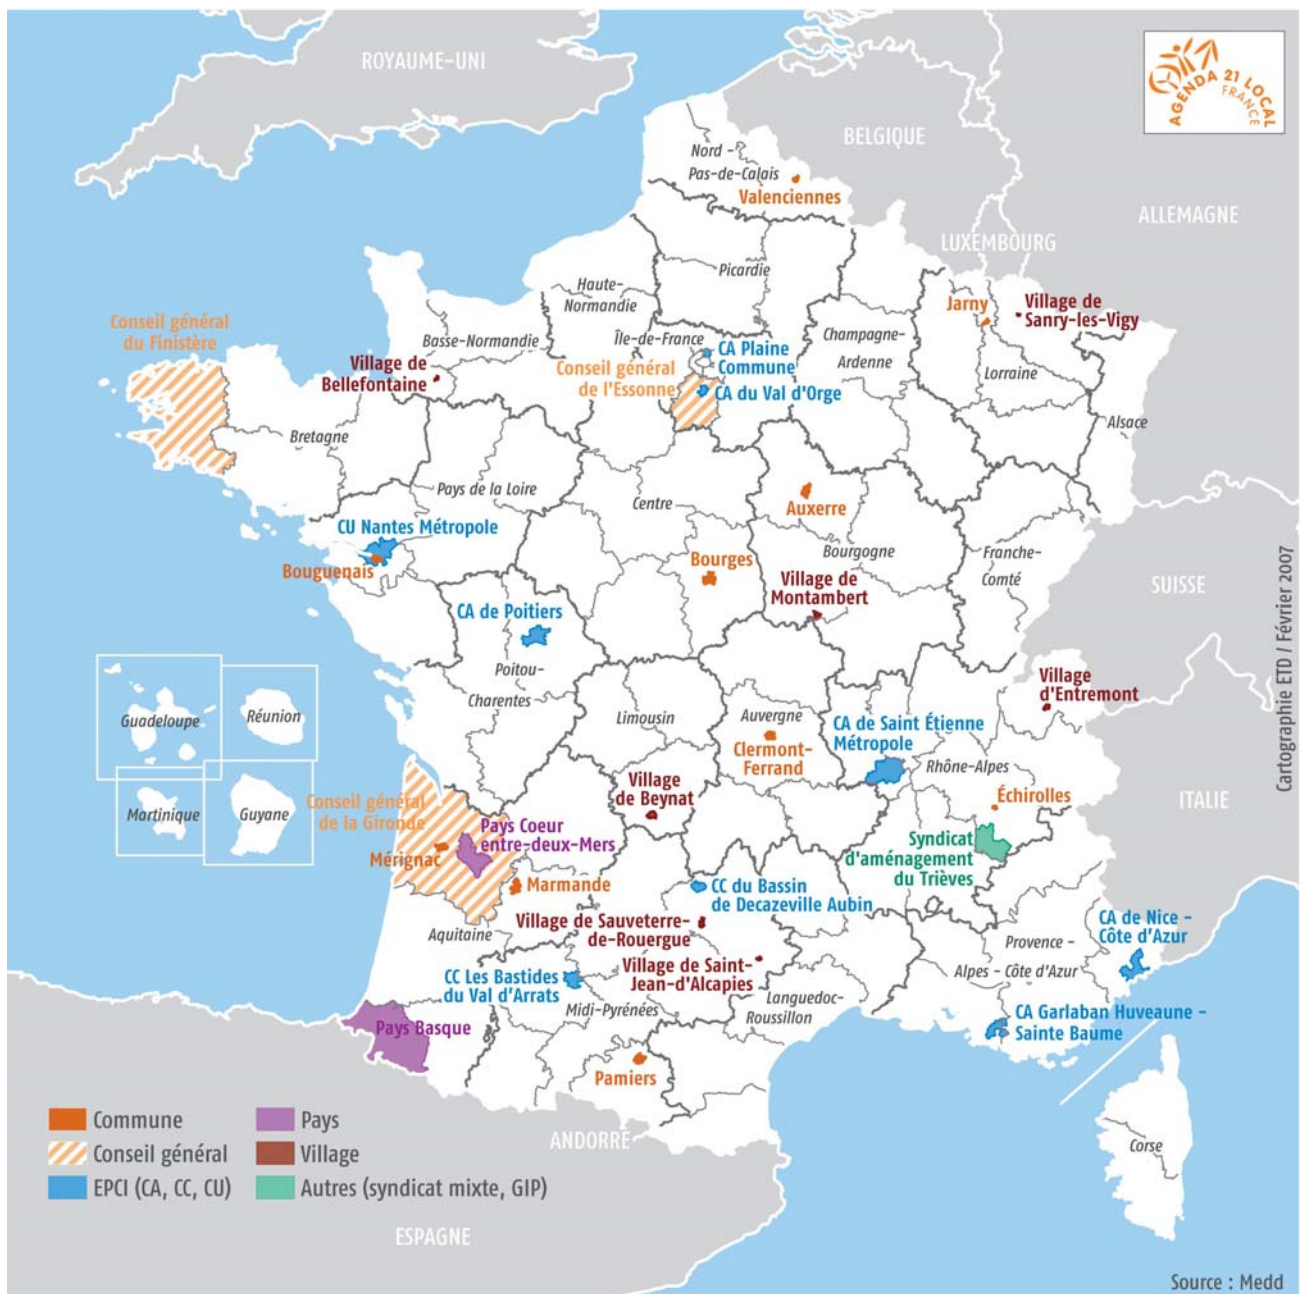 ROYAUME-UNI
BELGIQUE
AGENDA 21 LOCAL
FRANCE
ALLEMAGNE
LUXEMBOURG
Nord -
Pas-de-Calais
Valenciennes
Picardie
Haute-
Normandie
Jarny
Village de
Sanry-les-Vigy
Conseil général
du Finistère
Basse-Normandie
Île-de-France
CA Plaine
Commune
Champagne-
Ardenne
Lorraine
Village de
Bellefontaine
Conseil général
de l'Essonne
CA du Val d'Orge
Alsace
Bretagne
Pays de la Loire
Centre
Auxerre
CU Nantes Métropole
Bouguenais
Bourges
Bourgogne
Franche-
Comté
Village de
Montambert
SUISSE
CA de Poitiers
Poitou-
Charentes
Village
d'Entremont
Guadeloupe
Réunion
Martinique
Guyane
Limousin
Auvergne
Clermont-
Ferrand
CA de Saint Étienne
Métropole
Rhône-Alpes
ITALIE
Village
de Beynat
Échirolles
Conseil général
de la Gironde
Mérignac
Pays Coeur
entre-deux-Mers
Syndicat
d'aménagement
du Trièves
Marmande
CC du Bassin
de Decazeville Aubin
Aquitaine
Village de Sauveterre-
de-Rouergue
CA de Nice -
Côte d'Azur
Provence -
Alpes - Côte d'Azur
CC Les Bastides
du Val d'Arrats
Village de Saint-
Jean-d'Alcapies
Midi-Pyrénées
Languedoc-
Roussillon
CA Garlaban Huveaune -
Sainte Baume
Pays Basque
Pamiers
ANDORRE
Corse
Commune
Conseil général
EPCI (CA, CC, CU)
Pays
Village
Autres (syndicat mixte, GIP)
ESPAGNE
Cartographie ETD / Février 2007
Source : Medd